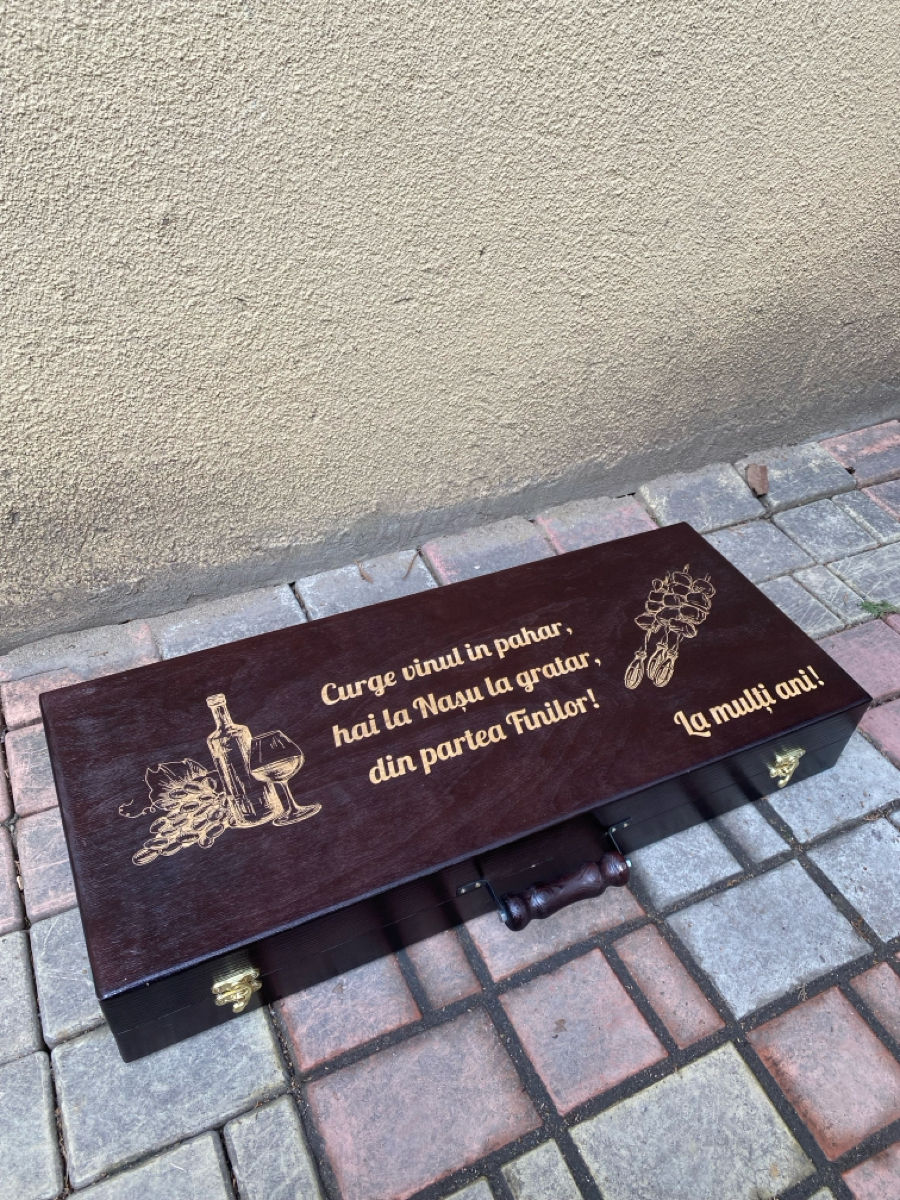 Curge vinul in pahar,
hai la Nașu la gratar,
din partea Finilor!
La mulți ani!